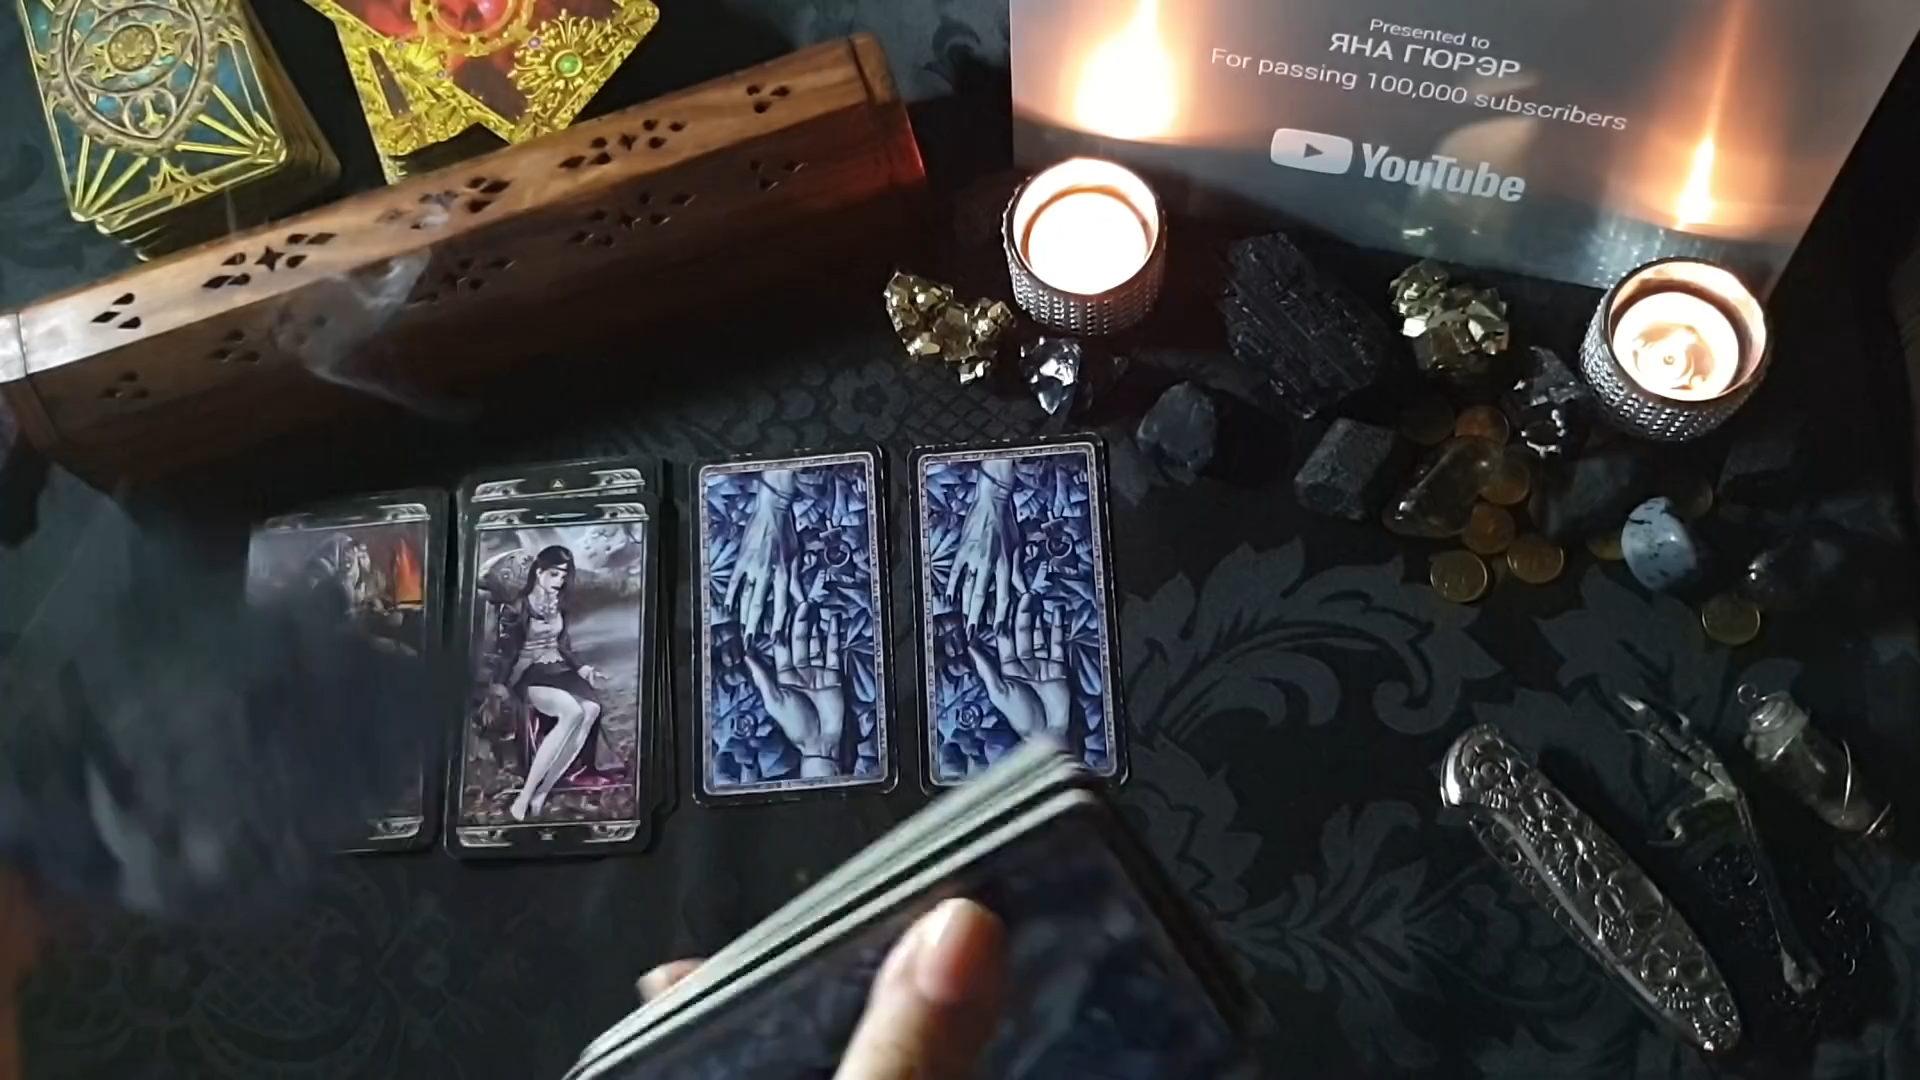 Presented to
ЯНА ГЮРЭР
For passing 100,000 subscribers
YouTube